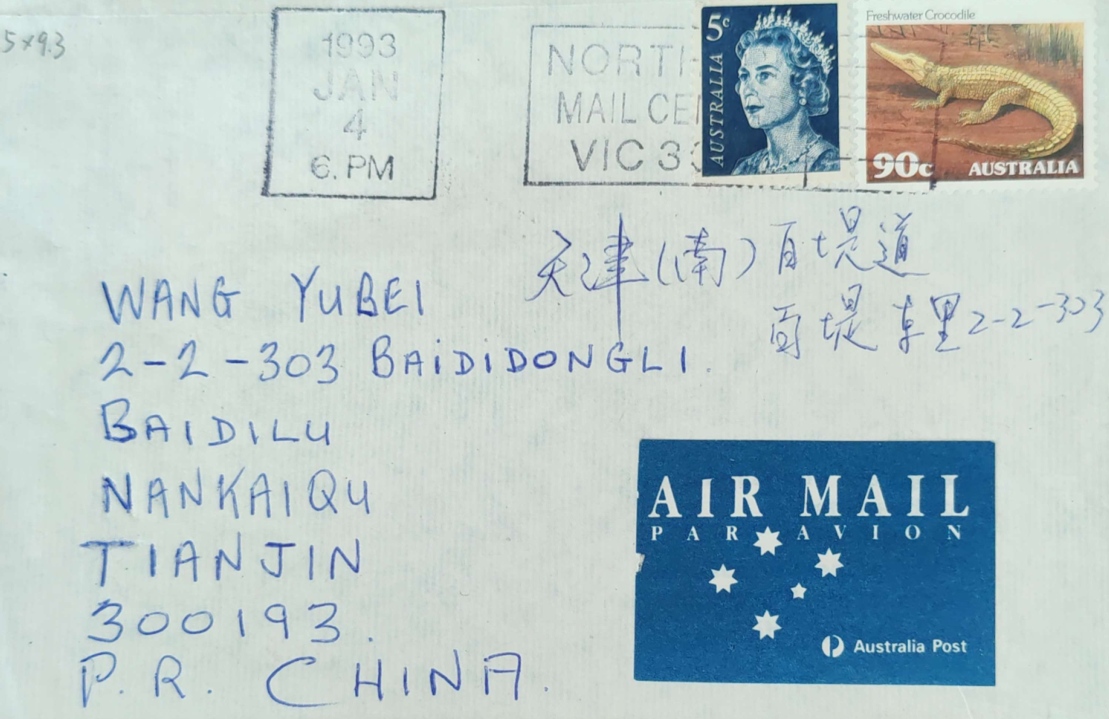 5×93
1993
JAN
4
6. PM
NORTH
MAIL CE
VIC 3
5c
AUSTRALIA
Freshwater Crocodile
90c AUSTRALIA
天津(南)百堤道
百堤东里2-2-303
WANG YUBEI
2-2-303 BAIDIDONGLI.
BAIDILU
NANKAIQU
TIANJIN
300193.
P.R. CHINA.
AIR MAIL
PAR AVION
Australia Post